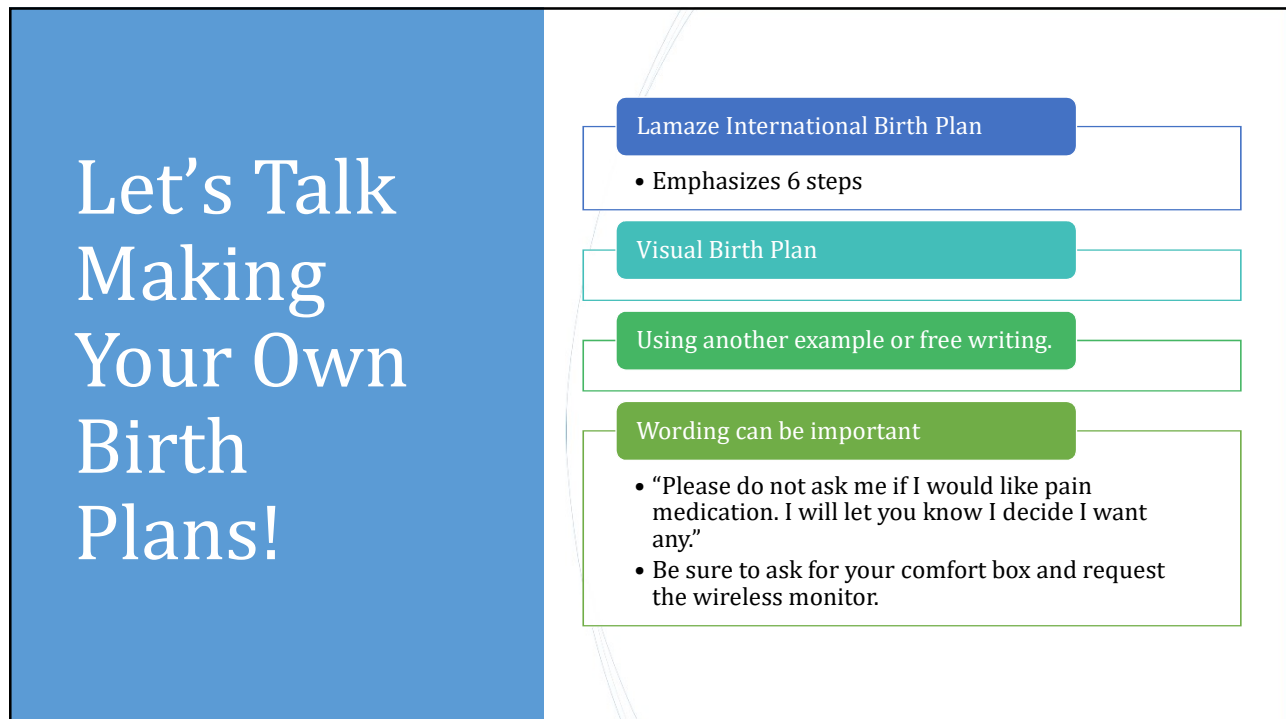 Let’s Talk
Making
Your Own
Birth
Plans!
Lamaze International Birth Plan
• Emphasizes 6 steps
Visual Birth Plan
Using another example or free writing.
Wording can be important
• “Please do not ask me if I would like pain
medication. I will let you know I decide I want
any.”
• Be sure to ask for your comfort box and request
the wireless monitor.